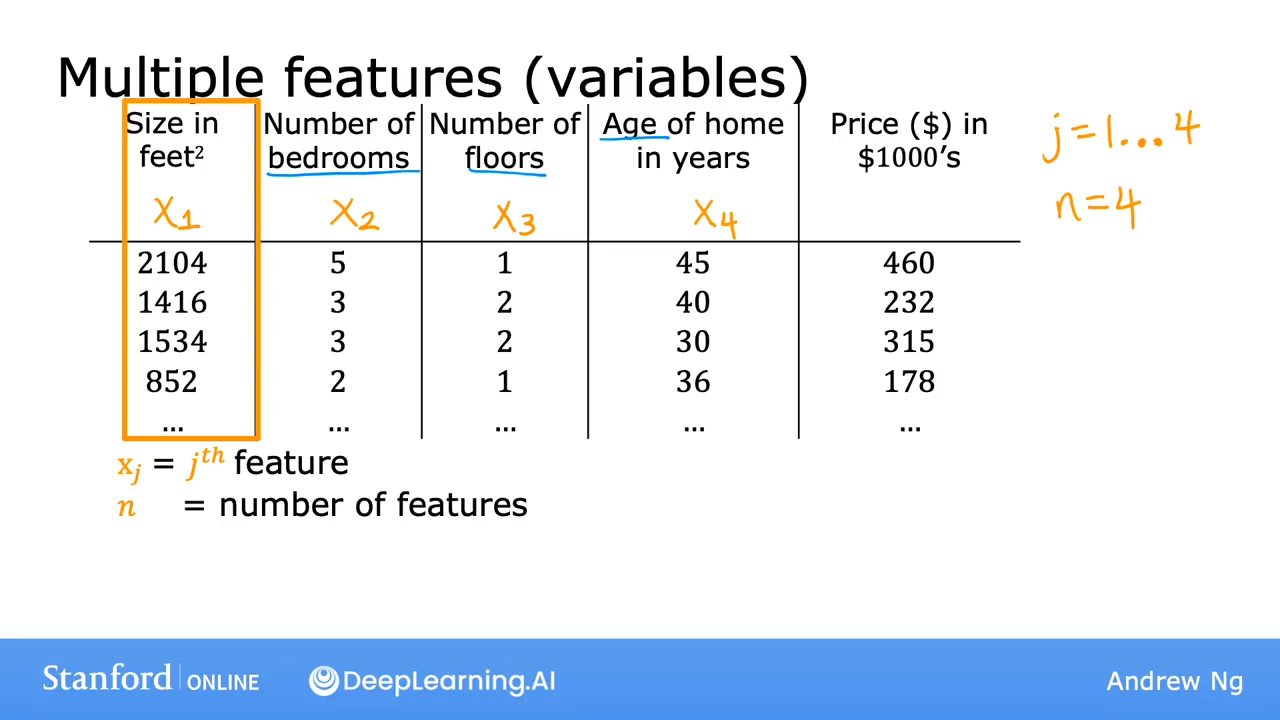 Multiple features (variables)
Size in feet² Number of bedrooms Number of floors Age of home in years Price ($) in $1000’s
j=1...4
X₁ X₂ X₃ X₄
n=4
2104 5 1 45 460
1416 3 2 40 232
1534 3 2 30 315
852 2 1 36 178
... ... ... ... ...
xⱼ = jᵗʰ feature
n = number of features
Stanford ONLINE DeepLearning.AI Andrew Ng